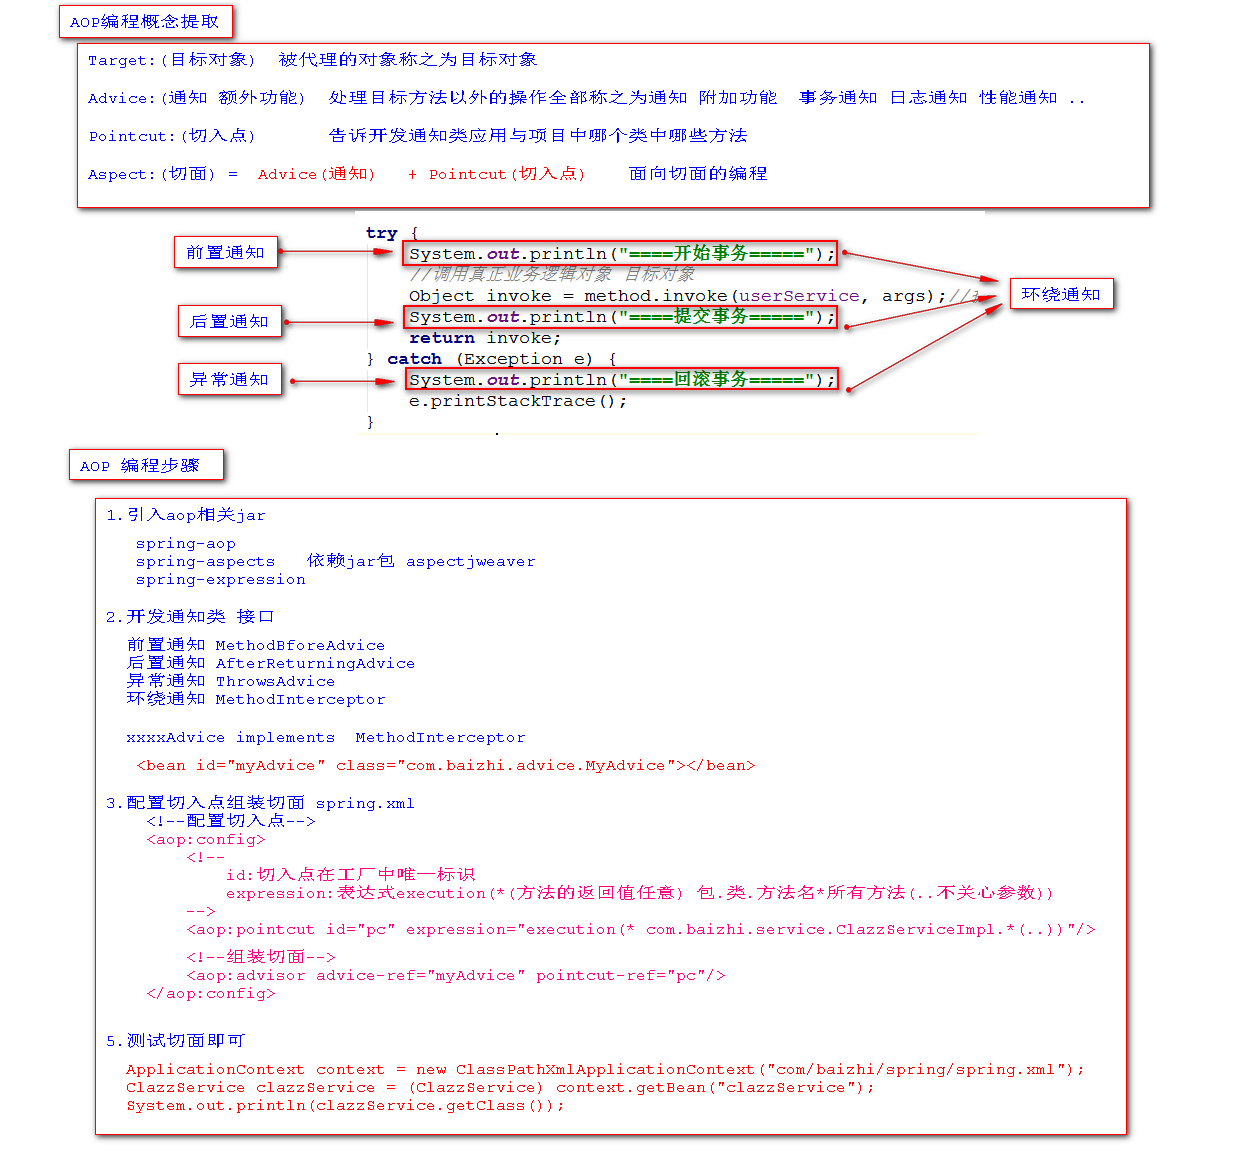 AOP编程概念提取
Target:(目标对象) 被代理的对象称之为目标对象
Advice:(通知 额外功能) 处理目标方法以外的操作全部称之为通知 附加功能 事务通知 日志通知 性能通知 ..
Pointcut:(切入点) 告诉开发通知类应用与项目中哪个类中哪些方法
Aspect:(切面) = Advice(通知) + Pointcut(切入点) 面向切面的编程
try {
前置通知
System.out.println("====开始事务=====");
//调用真正业务逻辑对象 目标对象
Object invoke = method.invoke(userService, args);//
环绕通知
后置通知
System.out.println("====提交事务=====");
return invoke;
} catch (Exception e) {
异常通知
System.out.println("====回滚事务=====");
e.printStackTrace();
}
AOP 编程步骤
1.引入aop相关jar
spring-aop
spring-aspects 依赖jar包 aspectjweaver
spring-expression
2.开发通知类 接口
前置通知 MethodBforeAdvice
后置通知 AfterReturningAdvice
异常通知 ThrowsAdvice
环绕通知 MethodInterceptor
xxxxAdvice implements MethodInterceptor
<bean id="myAdvice" class="com.baizhi.advice.MyAdvice"></bean>
3.配置切入点组装切面 spring.xml
<!--配置切入点-->
<aop:config>
<!--
id:切入点在工厂中唯一标识
expression:表达式execution(*(方法的返回值任意) 包.类.方法名*所有方法(..不关心参数))
-->
<aop:pointcut id="pc" expression="execution(* com.baizhi.service.ClazzServiceImpl.*(..))"/>
<!--组装切面-->
<aop:advisor advice-ref="myAdvice" pointcut-ref="pc"/>
</aop:config>
5.测试切面即可
ApplicationContext context = new ClassPathXmlApplicationContext("com/baizhi/spring/spring.xml");
ClazzService clazzService = (ClazzService) context.getBean("clazzService");
System.out.println(clazzService.getClass());